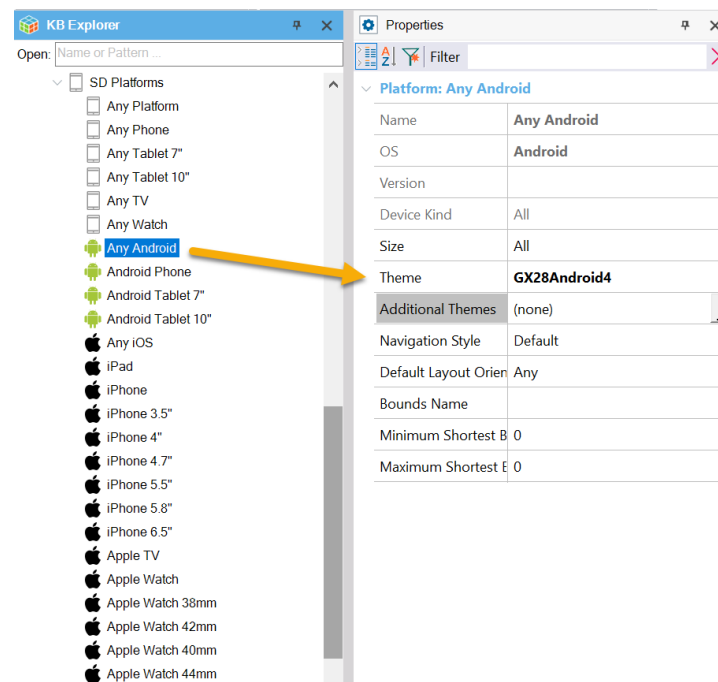 KB Explorer
Open: Name or Pattern ...
SD Platforms
Any Platform
Any Phone
Any Tablet 7"
Any Tablet 10"
Any TV
Any Watch
Any Android
Android Phone
Android Tablet 7"
Android Tablet 10"
Any iOS
iPad
iPhone
iPhone 3.5"
iPhone 4"
iPhone 4.7"
iPhone 5.5"
iPhone 5.8"
iPhone 6.5"
Apple TV
Apple Watch
Apple Watch 38mm
Apple Watch 42mm
Apple Watch 40mm
Apple Watch 44mm
Properties
Filter
Platform: Any Android
Name Any Android
OS Android
Version
Device Kind All
Size All
Theme GX28Android4
Additional Themes (none)
Navigation Style Default
Default Layout Orien Any
Bounds Name
Minimum Shortest B 0
Maximum Shortest E 0